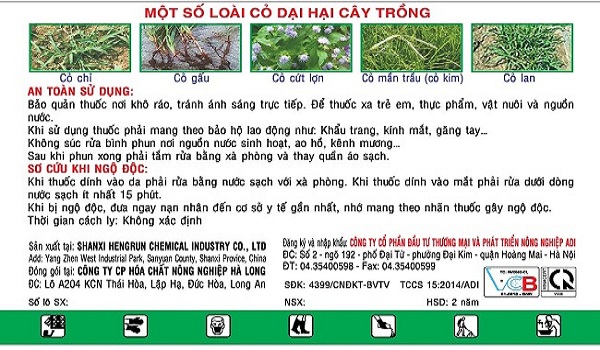 MỘT SỐ LOÀI CỎ DẠI HẠI CÂY TRỒNG
Cỏ chỉ
Cỏ gấu
Cỏ cứt lợn
Cỏ mần trầu (cỏ kim)
Cỏ lan
AN TOÀN SỬ DỤNG:
Bảo quản thuốc nơi khô ráo, tránh ánh sáng trực tiếp. Để thuốc xa trẻ em, thực phẩm, vật nuôi và nguồn
nước.
Khi sử dụng thuốc phải mang theo bảo hộ lao động như: Khẩu trang, kính mắt, găng tay...
Không súc rửa bình phun nơi nguồn nước sinh hoạt, ao hồ, kênh mương...
Sau khi phun xong phải tắm rửa bằng xà phòng và thay quần áo sạch.
SƠ CỨU KHI NGỘ ĐỘC:
Khi thuốc dính vào da phải rửa bằng nước sạch với xà phòng. Khi thuốc dính vào mắt phải rửa dưới dòng
nước sạch ít nhất 15 phút.
Khi bị ngộ độc, đưa ngay nạn nhân đến cơ sở y tế gần nhất, nhớ mang theo nhãn thuốc gây ngộ độc.
Thời gian cách ly: Không xác định
Sản xuất tại: SHANXI HENGRUN CHEMICAL INDUSTRY CO., LTD
Add: Yang Zhen West Industrial Park, Sanyuan County, Shanxi Provice, China
Đóng gói tại: CÔNG TY CP HÓA CHẤT NÔNG NGHIỆP HÀ LONG
ĐC: Lô A204 KCN Thái Hòa, Lập Hạ, Đức Hòa, Long An
Đăng ký và nhập khẩu: CÔNG TY CỔ PHẦN ĐẦU TƯ THƯƠNG MẠI VÀ PHÁT TRIỂN NÔNG NGHIỆP ADI
ĐC: Số 2 - ngõ 192 - phố Đại Từ - phường Đại Kim - quận Hoàng Mai - Hà Nội
ĐT: 04.35400598 - Fax: 04.35400599
SĐK: 4399/CNĐKT-BVTV TCCS 15:2014/ADI
Số lô SX:
NSX:
HSD: 2 năm
VCB